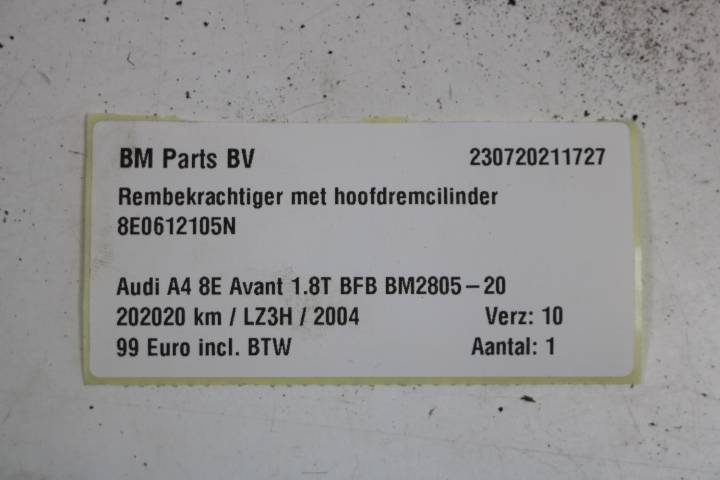 BM Parts BV 230720211727
Rembekrachtiger met hoofdremcilinder
8E0612105N
Audi A4 8E Avant 1.8T BFB BM2805-20
202020 km / LZ3H / 2004 Verz: 10
99 Euro incl. BTW Aantal: 1